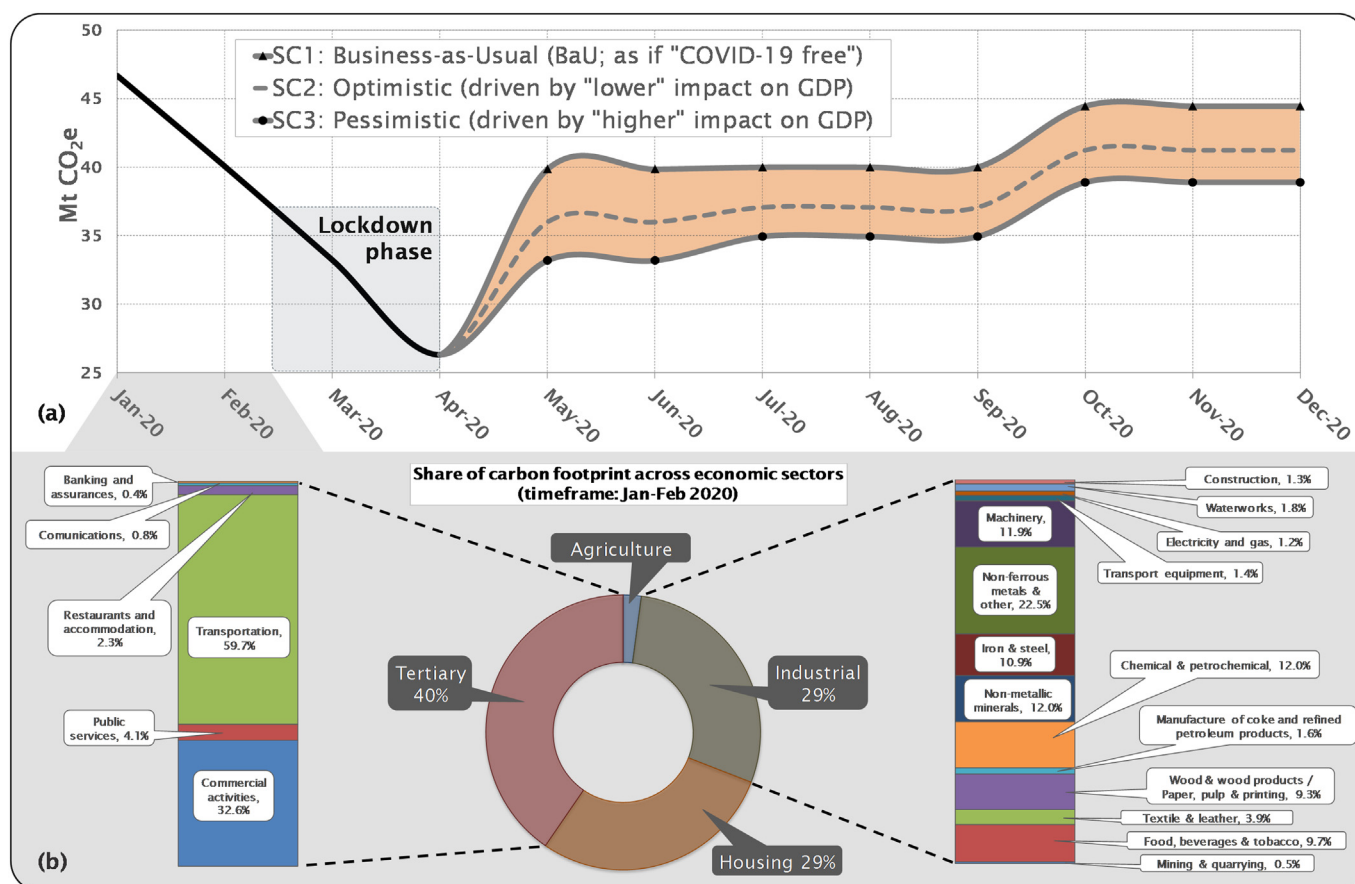 50
45
40
35
30
25
Mt CO₂e
SC1: Business-as-Usual (BaU; as if "COVID-19 free")
SC2: Optimistic (driven by "lower" impact on GDP)
SC3: Pessimistic (driven by "higher" impact on GDP)
Lockdown
phase
(a)
Jan-20
Feb-20
Mar-20
Apr-20
May-20
Jun-20
Jul-20
Aug-20
Sep-20
Oct-20
Nov-20
Dec-20
Share of carbon footprint across economic sectors
(timeframe: Jan-Feb 2020)
Banking and
assurances, 0.4%
Comunications, 0.8%
Restaurants and
accommodation,
2.3%
Transportation,
59.7%
Public
services, 4.1%
Commercial
activities,
32.6%
(b)
Agriculture
Tertiary
40%
Industrial
29%
Housing 29%
Construction, 1.3%
Waterworks, 1.8%
Electricity and gas, 1.2%
Transport equipment, 1.4%
Machinery,
11.9%
Non-ferrous
metals &
other, 22.5%
Iron & steel,
10.9%
Non-metallic
minerals, 12.0%
Chemical & petrochemical, 12.0%
Manufacture of coke and refined
petroleum products, 1.6%
Wood & wood products /
Paper, pulp & printing, 9.3%
Textile & leather, 3.9%
Food, beverages & tobacco, 9.7%
Mining & quarrying, 0.5%